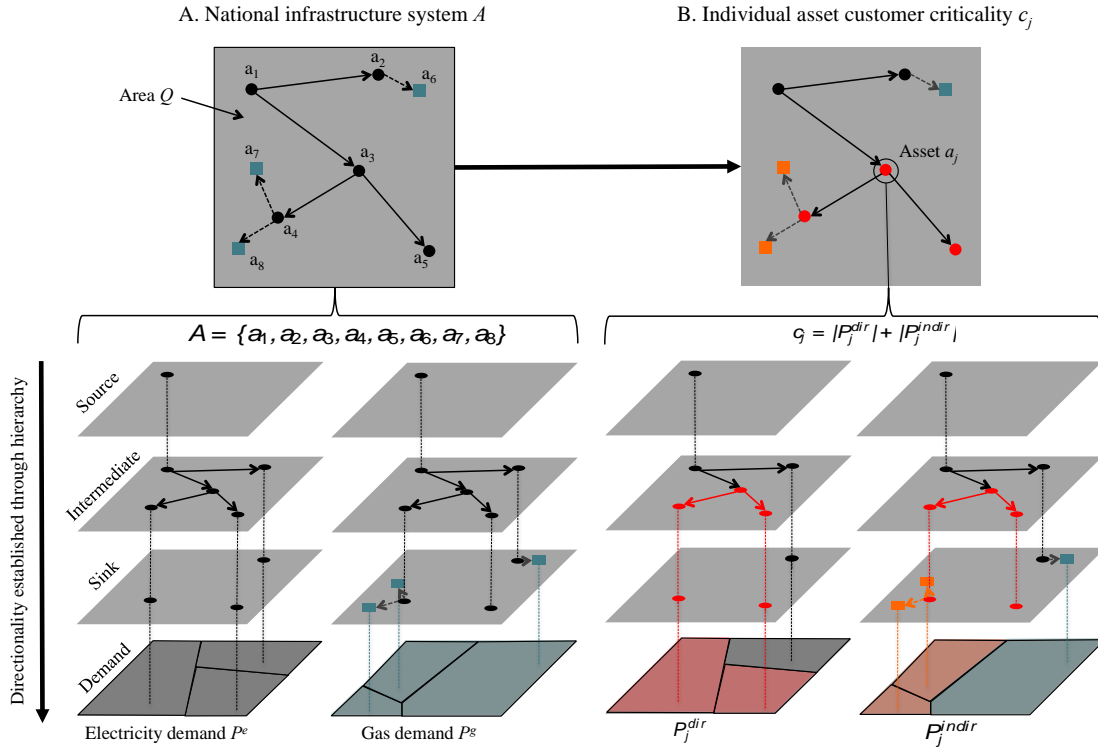 A. National infrastructure system A
B. Individual asset customer criticality cⱼ
Area Q
a₁
a₂
a₆
a₇
a₃
a₄
a₈
a₅
Asset aⱼ
A = {a₁, a₂, a₃, a₄, a₅, a₆, a₇, a₈}
cⱼ = |Pⱼᵈⁱʳ| + |Pⱼⁱⁿᵈⁱʳ|
Directionality established through hierarchy
Source
Intermediate
Sink
Demand
Electricity demand Pᵉ
Gas demand Pᵍ
Pⱼᵈⁱʳ
Pⱼⁱⁿᵈⁱʳ